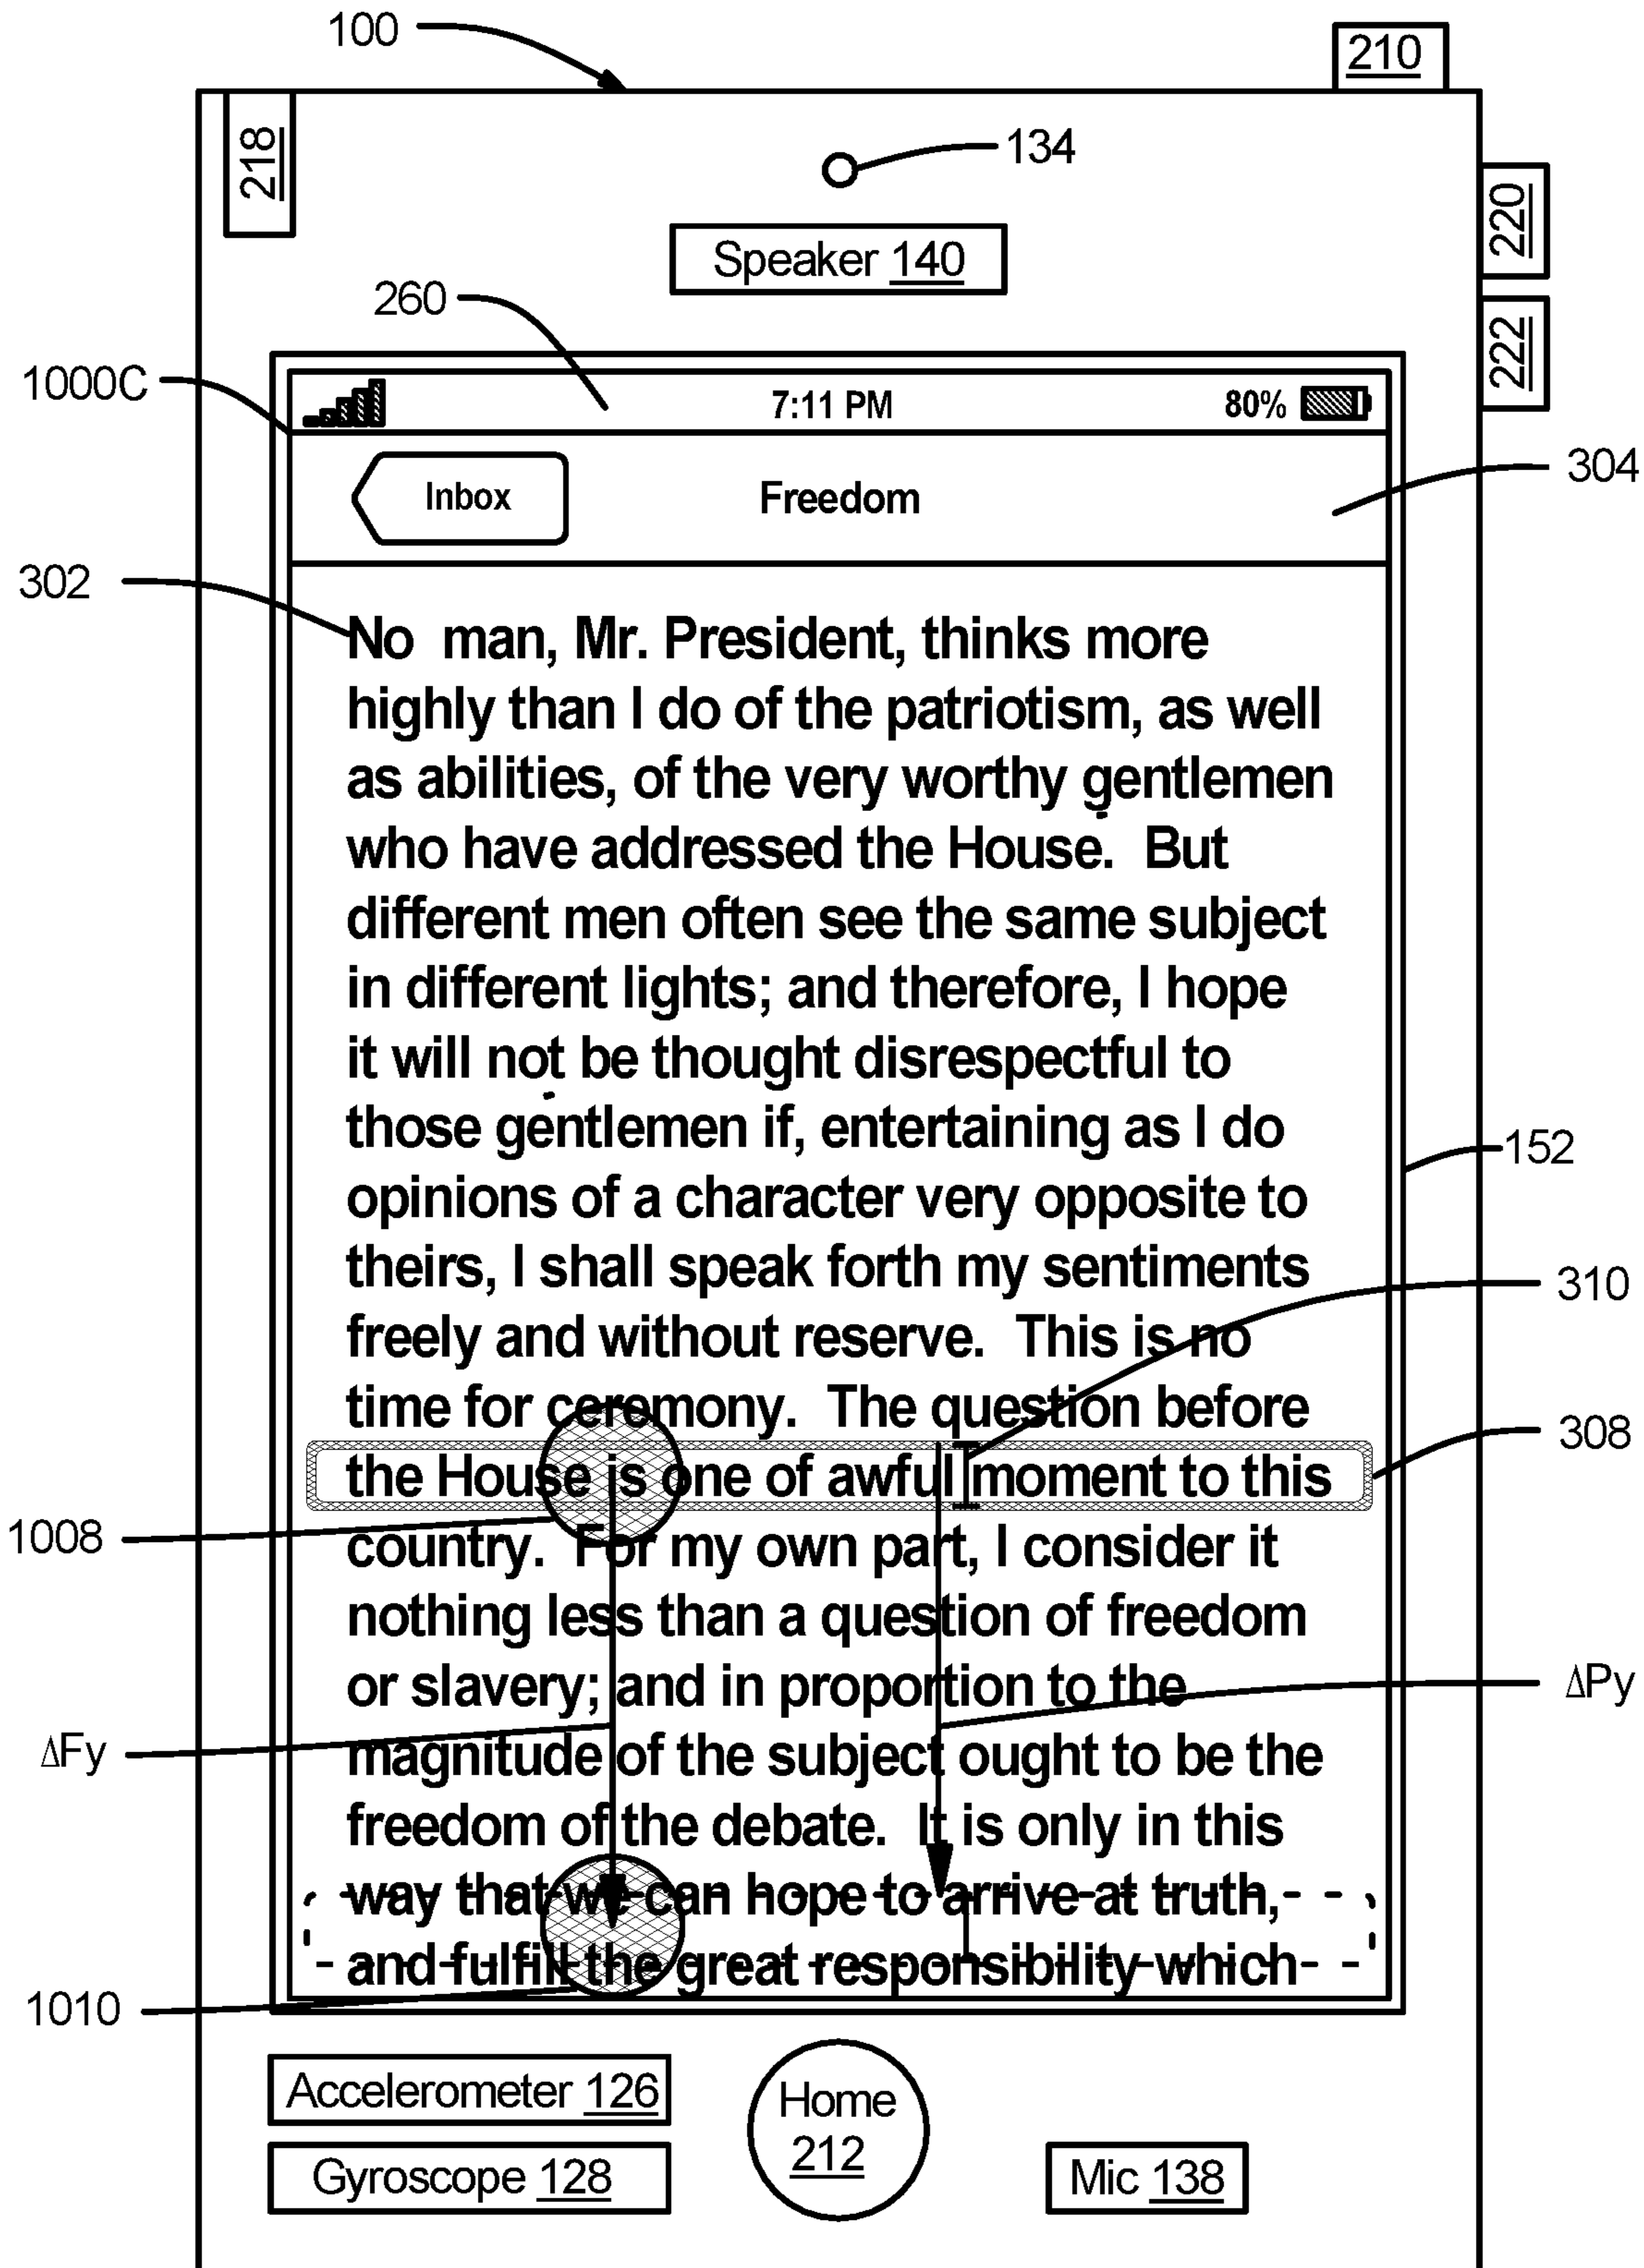 100
210
218
134
220
Speaker 140
260
222
1000C
7:11 PM
80%
Inbox
Freedom
304
302
No man, Mr. President, thinks more
highly than I do of the patriotism, as well
as abilities, of the very worthy gentlemen
who have addressed the House. But
different men often see the same subject
in different lights; and therefore, I hope
it will not be thought disrespectful to
those gentlemen if, entertaining as I do
152
opinions of a character very opposite to
theirs, I shall speak forth my sentiments
310
freely and without reserve. This is no
time for ceremony. The question before
308
the House is one of awful moment to this
1008
country. For my own part, I consider it
nothing less than a question of freedom
or slavery; and in proportion to the
ΔPy
ΔFy
magnitude of the subject ought to be the
freedom of the debate. It is only in this
way that we can hope to arrive at truth,
and fulfill the great responsibility which
1010
Accelerometer 126
Home
212
Gyroscope 128
Mic 138